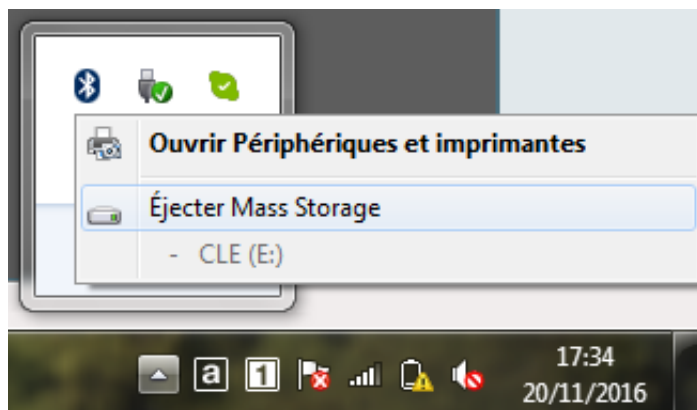 Ouvrir Périphériques et imprimantes
Éjecter Mass Storage
- CLE (E:)
a 1
17:34
20/11/2016